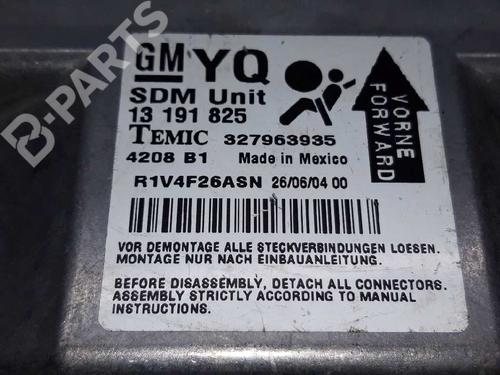 B-PARTS
GM YQ
SDM Unit
13 191 825
TEMIC 327963935
4208 B1 Made in Mexico
R1V4F26ASN 26/06/04 00
VORNE
FORWARD
VOR DEMONTAGE ALLE STECKVERBINDUNGEN LOESEN.
MONTAGE NUR NACH EINBAUANLEITUNG.
BEFORE DISASSEMBLY, DETACH ALL CONNECTORS.
ASSEMBLY STRICTLY ACCORDING TO MANUAL
INSTRUCTIONS.
B-PARTS